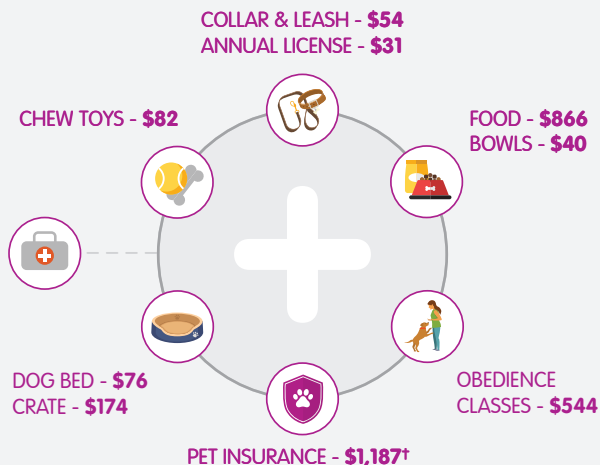 COLLAR & LEASH - $54
ANNUAL LICENSE - $31
CHEW TOYS - $82
FOOD - $866
BOWLS - $40
DOG BED - $76
CRATE - $174
OBEDIENCE
CLASSES - $544
PET INSURANCE - $1,187†